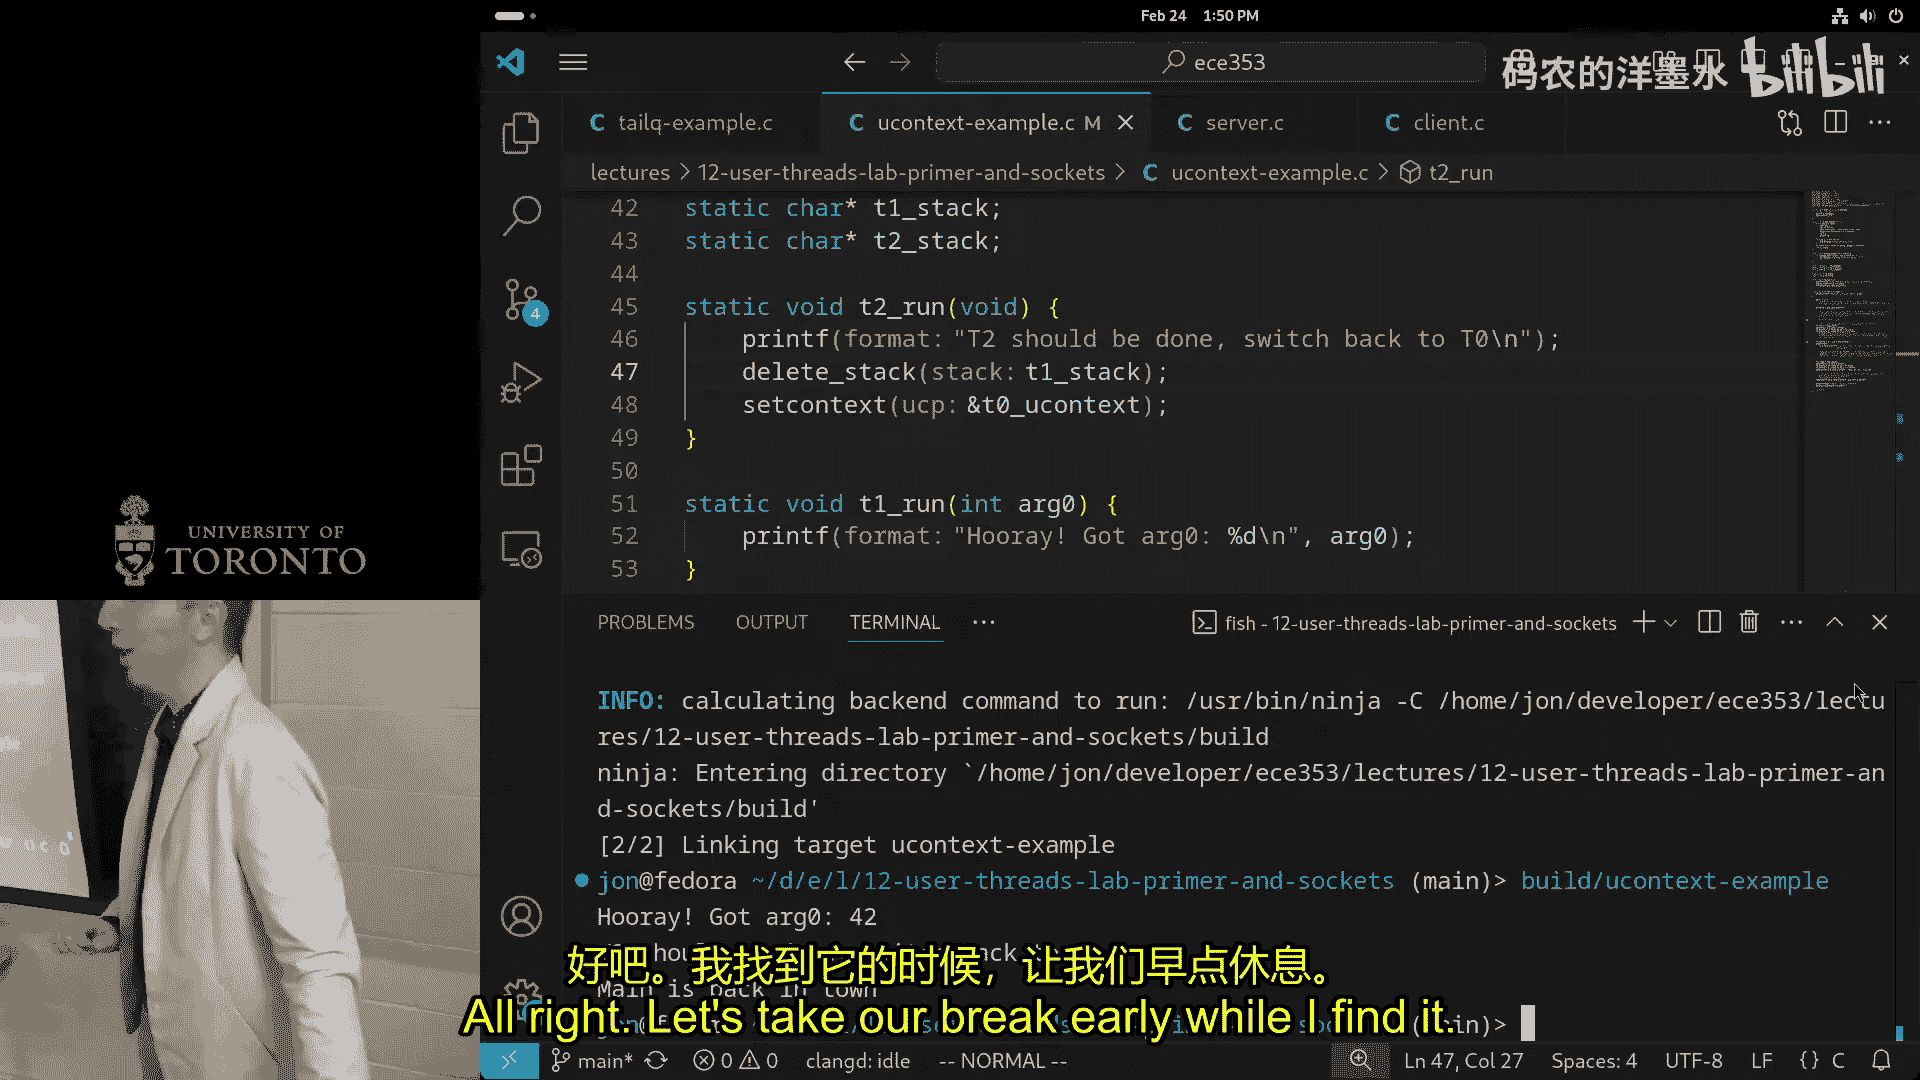 Feb 24 1:50 PM
ece353
码农的洋墨水 bilibili
tailq-example.c
ucontext-example.c M
server.c
client.c
lectures > 12-user-threads-lab-primer-and-sockets > C ucontext-example.c > t2_run
42 static char* t1_stack;
43 static char* t2_stack;
44
45 static void t2_run(void) {
46 printf(format: "T2 should be done, switch back to T0\n");
47 delete_stack(stack: t1_stack);
48 setcontext(ucp: &t0_ucontext);
49 }
50
51 static void t1_run(int arg0) {
52 printf(format: "Hooray! Got arg0: %d\n", arg0);
53 }
4
UNIVERSITY OF
TORONTO
PROBLEMS OUTPUT TERMINAL ··· fish - 12-user-threads-lab-primer-and-sockets
INFO: calculating backend command to run: /usr/bin/ninja -C /home/jon/developer/ece353/lectu
res/12-user-threads-lab-primer-and-sockets/build
ninja: Entering directory `/home/jon/developer/ece353/lectures/12-user-threads-lab-primer-an
d-sockets/build'
[2/2] Linking target ucontext-example
jon@fedora ~/d/e/l/12-user-threads-lab-primer-and-sockets (main)> build/ucontext-example
Hooray! Got arg0: 42
好吧。我找到它的时候，让我们早点休息。
Main is back in town
All right. Let's take our break early while I find it.
main* 0 0 clangd: idle -- NORMAL -- Ln 47, Col 27 Spaces: 4 UTF-8 LF {} C